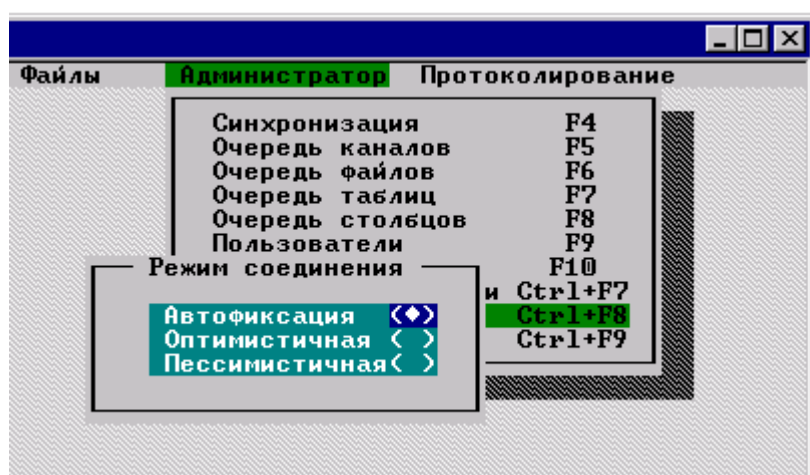 Файлы Администратор Протоколирование
Синхронизация F4
Очередь каналов F5
Очередь файлов F6
Очередь таблиц F7
Очередь столбцов F8
Пользователи F9
F10
и Ctrl+F7
Ctrl+F8
Ctrl+F9
Режим соединения
Автофиксация (♦)
Оптимистичная ( )
Пессимистичная( )